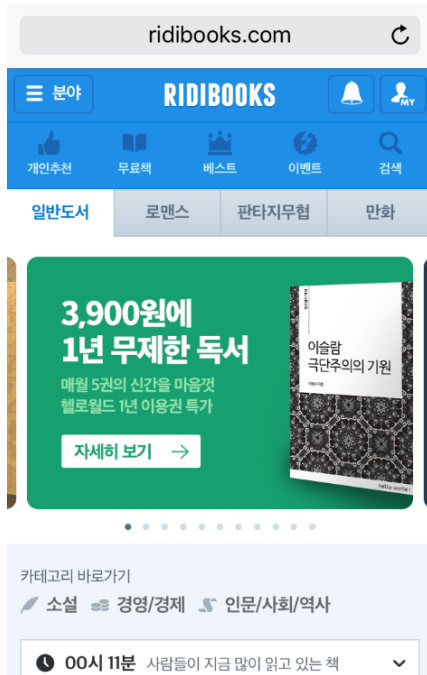 ridibooks.com
분야
RIDIBOOKS
MY
개인추천
무료책
베스트
이벤트
검색
일반도서
로맨스
판타지무협
만화
3,900원에
1년 무제한 독서
매월 5권의 신간을 마음껏
헬로월드 1년 이용권 특가
자세히 보기 →
이슬람
극단주의의 기원
hello world
카테고리 바로가기
소설
경영/경제
인문/사회/역사
00시 11분 사람들이 지금 많이 읽고 있는 책